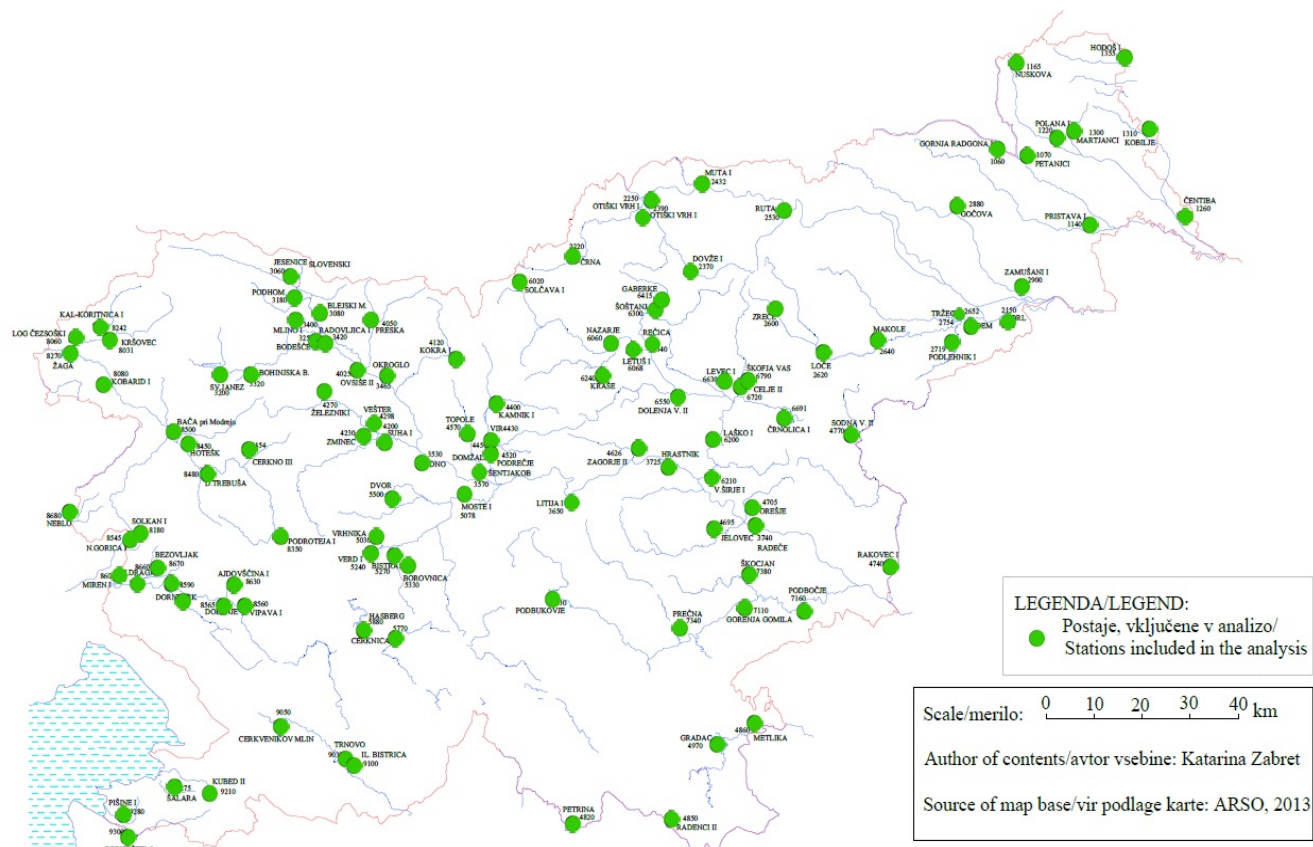 HODOŠ I
1165
NUSKOVA
POLANA I
1220
1300
MARTJANCI
1310
KOBILJE
GORNJA RADGONA I
1060
1070
PETANJCI
MUTA I
2432
2250
OTIŠKI VRH I
OTIŠKI VRH I
RUTA
2530
2880
GOČOVA
PRISTAVA I
1140
ČENTIBA
1260
2220
ČRNA
DOVŽE I
2370
JESENICE
SLOVENSKI
3060
6020
SOLČAVA I
ZAMUŠANI I
2900
PODHOM
3180
GABERKE
6415
ŠOŠTANJ
6300
BLEJSKI M.
3080
KAL-KORITNICA I
8242
LOG ČEZSOŠKI
8060
KRŠOVEC
8031
8270
ŽAGA
MLINO I
3400
RADOVLJICA I
3420
BODEŠČE
4050
PRESKA
4120
KOKRA I
NAZARJE
6060
REČICA
LETUŠ I
6068
ZREČE
2600
TRŽEC
2652
2754
2150
2719
PODLEHNIK I
MAKOLE
2640
LOČE
2620
8080
KOBARID I
SV.JANEZ
3200
BOHINJSKA B.
3320
4025
OVSIŠE II
OKROGLO
3465
6240
KRAŠE
LEVEC I
6630
ŠKOFJA VAS
6790
CELJE II
6720
4270
ŽELEZNIKI
4400
KAMNIK I
6550
DOLENJA V. II
6691
ČRNOLICA I
VEŠTER
4298
4200
SUHA I
4230
ZMINEC
TOPOLE
4570
VIR4430
BAČA pri Modreju
8500
8450
HOTEŠK
CERKNO III
8480
D.TREBUŠA
3530
4520
PODREČJE
ŠENTJAKOB
3570
4626
ZAGORJE II
HRASTNIK
3725
LAŠKO I
6200
SODNA V. II
4770
6210
V.ŠIRJE I
DVOR
5500
MOSTE I
5078
LITIJA I
3650
4705
OREŠJE
4695
JELOVEC
3740
RADEČE
8680
NEBLO
SOLKAN I
8180
8545
N.GORICA I
PODROTEJA I
8350
VRHNIKA
VERD I
5240
BISTRA
5270
BOROVNICA
5330
ŠKOCJAN
7380
RAKOVEC I
4740
BEZOVLJAK
8670
8660
MIREN I
8590
AJDOVŠČINA I
8630
8565
8560
VIPAVA I
PODBUKOVJE
PREČNA
7340
7110
GORENJA GOMILA
PODBOČJE
7160
HASBERG
5880
CERKNICA
5770
9050
CERKVENIKOV MLIN
TRNOVO
IL. BISTRICA
9100
GRADAC
4970
4860
METLIKA
KUBED II
9210
ŠALARA
PIŠINE I
9280
9300
PETRINA
4820
4850
RADENCI II
LEGENDA/LEGEND:
Postaje, vključene v analizo/
Stations included in the analysis
Scale/merilo: 0 10 20 30 40 km
Author of contents/avtor vsebine: Katarina Zabret
Source of map base/vir podlage karte: ARSO, 2013